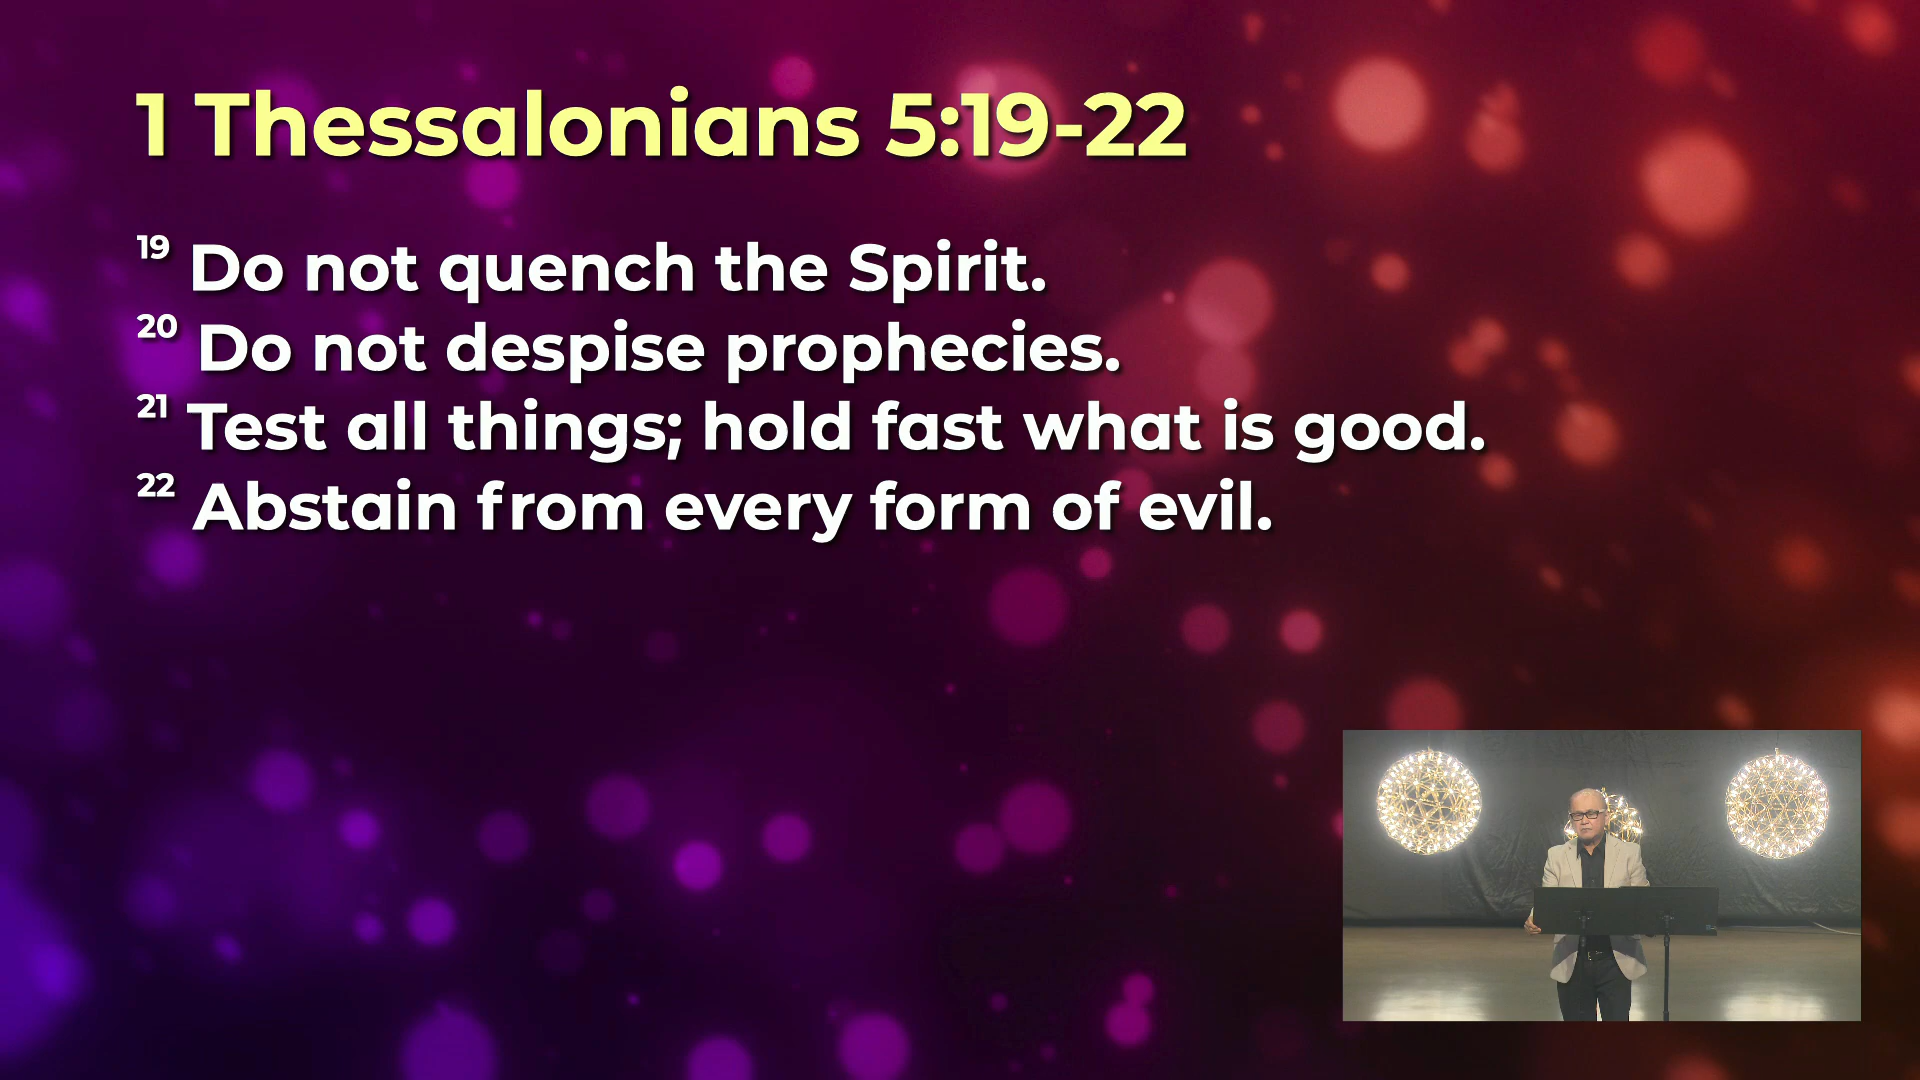 1 Thessalonians 5:19-22
19 Do not quench the Spirit.
20 Do not despise prophecies.
21 Test all things; hold fast what is good.
22 Abstain from every form of evil.